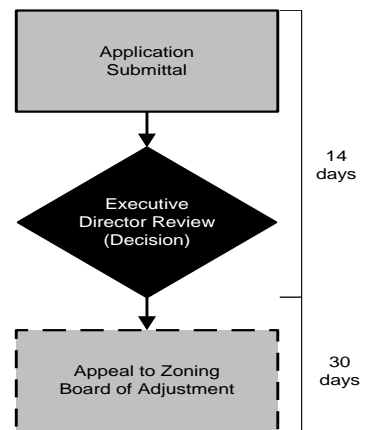 Application
Submittal
14
days
Executive
Director Review
(Decision)
30
days
Appeal to Zoning
Board of Adjustment